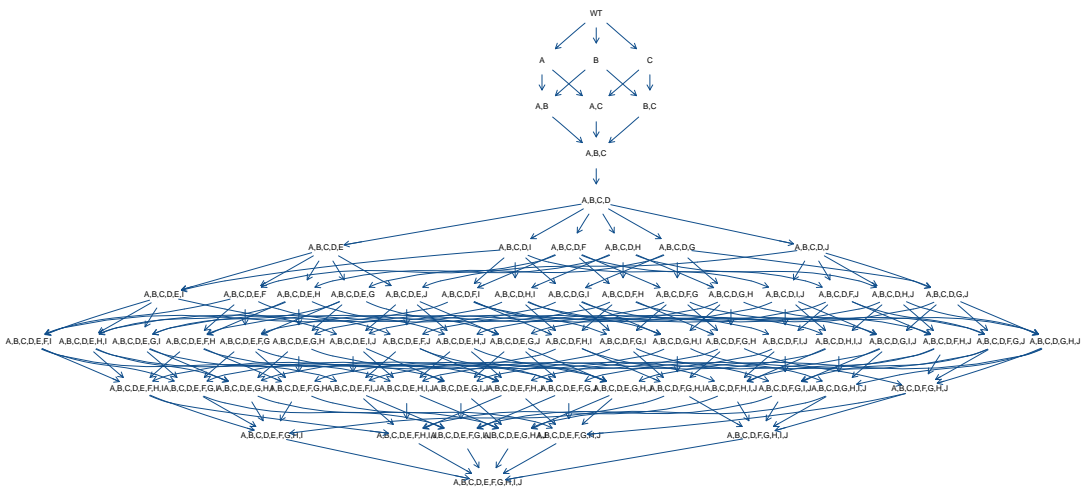 WT
A B C
A,B A,C B,C
A,B,C
A,B,C,D
A,B,C,D,E A,B,C,D,I A,B,C,D,F A,B,C,D,H A,B,C,D,G A,B,C,D,J
A,B,C,D,E,I A,B,C,D,E,F A,B,C,D,E,H A,B,C,D,E,G A,B,C,D,E,J A,B,C,D,F,I A,B,C,D,H,I A,B,C,D,G,I A,B,C,D,F,H A,B,C,D,F,G A,B,C,D,G,H A,B,C,D,I,J A,B,C,D,F,J A,B,C,D,H,J A,B,C,D,G,J
A,B,C,D,E,F,I A,B,C,D,E,H,I A,B,C,D,E,G,I A,B,C,D,E,F,H A,B,C,D,E,F,G A,B,C,D,E,G,H A,B,C,D,E,I,J A,B,C,D,E,F,J A,B,C,D,E,H,J A,B,C,D,E,G,J A,B,C,D,F,H,I A,B,C,D,F,G,I A,B,C,D,G,H,I A,B,C,D,F,G,H A,B,C,D,F,I,J A,B,C,D,H,I,J A,B,C,D,G,I,J A,B,C,D,F,H,J A,B,C,D,F,G,J A,B,C,D,G,H,J
A,B,C,D,E,F,H,I A,B,C,D,E,F,G,I A,B,C,D,E,G,H,I A,B,C,D,E,F,G,H A,B,C,D,E,F,I,J A,B,C,D,E,H,I,J A,B,C,D,E,G,I,J A,B,C,D,E,F,H,J A,B,C,D,E,F,G,J A,B,C,D,E,G,H,J A,B,C,D,F,G,H,I A,B,C,D,F,H,I,J A,B,C,D,F,G,I,J A,B,C,D,G,H,I,J A,B,C,D,F,G,H,J
A,B,C,D,E,F,G,H,I A,B,C,D,E,F,H,I,J A,B,C,D,E,F,G,I,J A,B,C,D,E,G,H,I,J A,B,C,D,E,F,G,H,J A,B,C,D,F,G,H,I,J
A,B,C,D,E,F,G,H,I,J